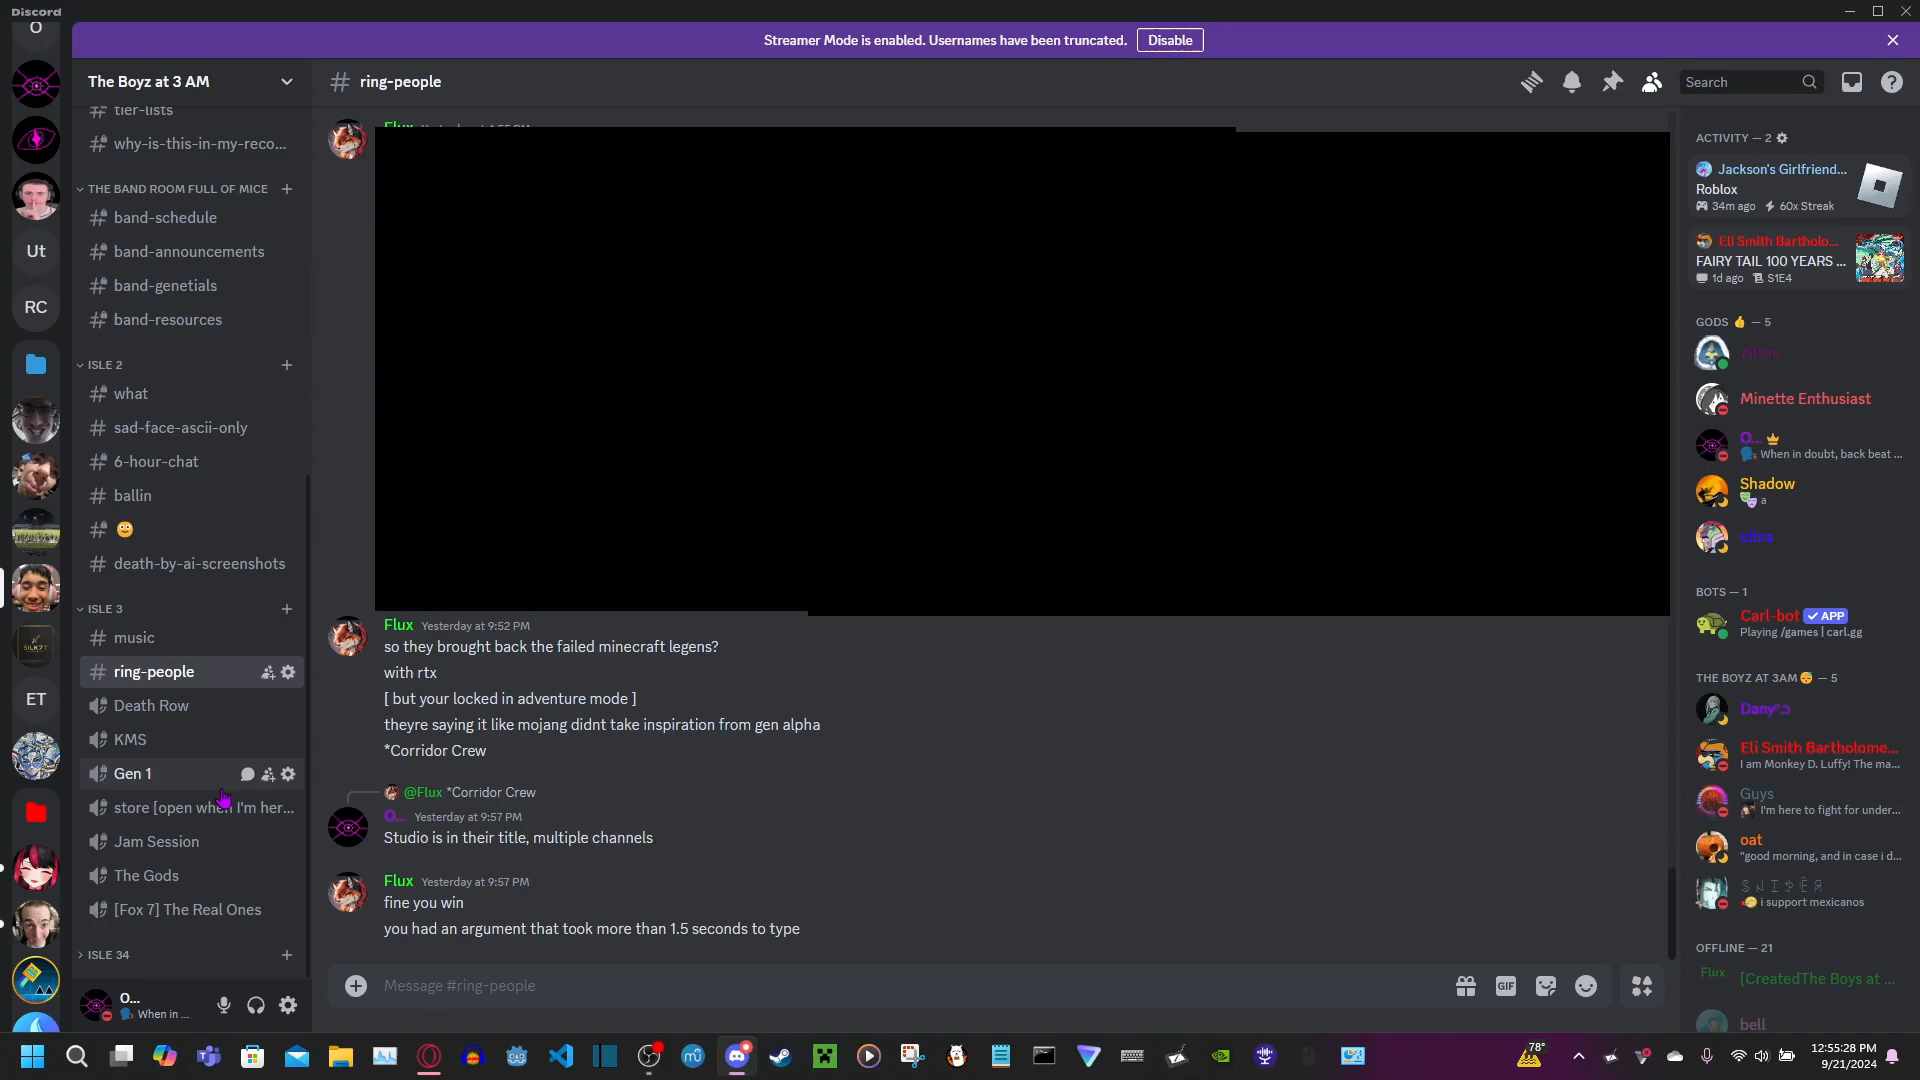 Discord
Streamer Mode is enabled. Usernames have been truncated. Disable
O
Ut
RC
SILK7T
ET
The Boyz at 3 AM
tier-lists
why-is-this-in-my-reco...
THE BAND ROOM FULL OF MICE
band-schedule
band-announcements
band-genetials
band-resources
ISLE 2
what
sad-face-ascii-only
6-hour-chat
ballin
death-by-ai-screenshots
ISLE 3
music
ring-people
Death Row
KMS
Gen 1
store [open when I'm her...
Jam Session
The Gods
[Fox 7] The Real Ones
ISLE 34
O...
When in ...
ring-people
Search
Flux
Flux Yesterday at 9:52 PM
so they brought back the failed minecraft legens?
with rtx
[ but your locked in adventure mode ]
theyre saying it like mojang didnt take inspiration from gen alpha
*Corridor Crew
@Flux *Corridor Crew
O... Yesterday at 9:57 PM
Studio is in their title, multiple channels
Flux Yesterday at 9:57 PM
fine you win
you had an argument that took more than 1.5 seconds to type
Message #ring-people
GIF
ACTIVITY — 2
Jackson's Girlfriend...
Roblox
34m ago 60x Streak
Eli Smith Bartholo...
FAIRY TAIL 100 YEARS ...
1d ago S1E4
GODS 👍 — 5
Minette Enthusiast
O...
When in doubt, back beat ...
Shadow
a
ultra
BOTS — 1
Carl-bot APP
Playing /games | carl.gg
THE BOYZ AT 3AM😴 — 5
Dany
Eli Smith Bartholome...
I am Monkey D. Luffy! The ma...
Guys
I'm here to fight for under...
oat
"good morning, and in case i d...
i support mexicanos
OFFLINE — 21
Flux
[CreatedThe Boys at ...
bell
78°
12:55:28 PM
9/21/2024